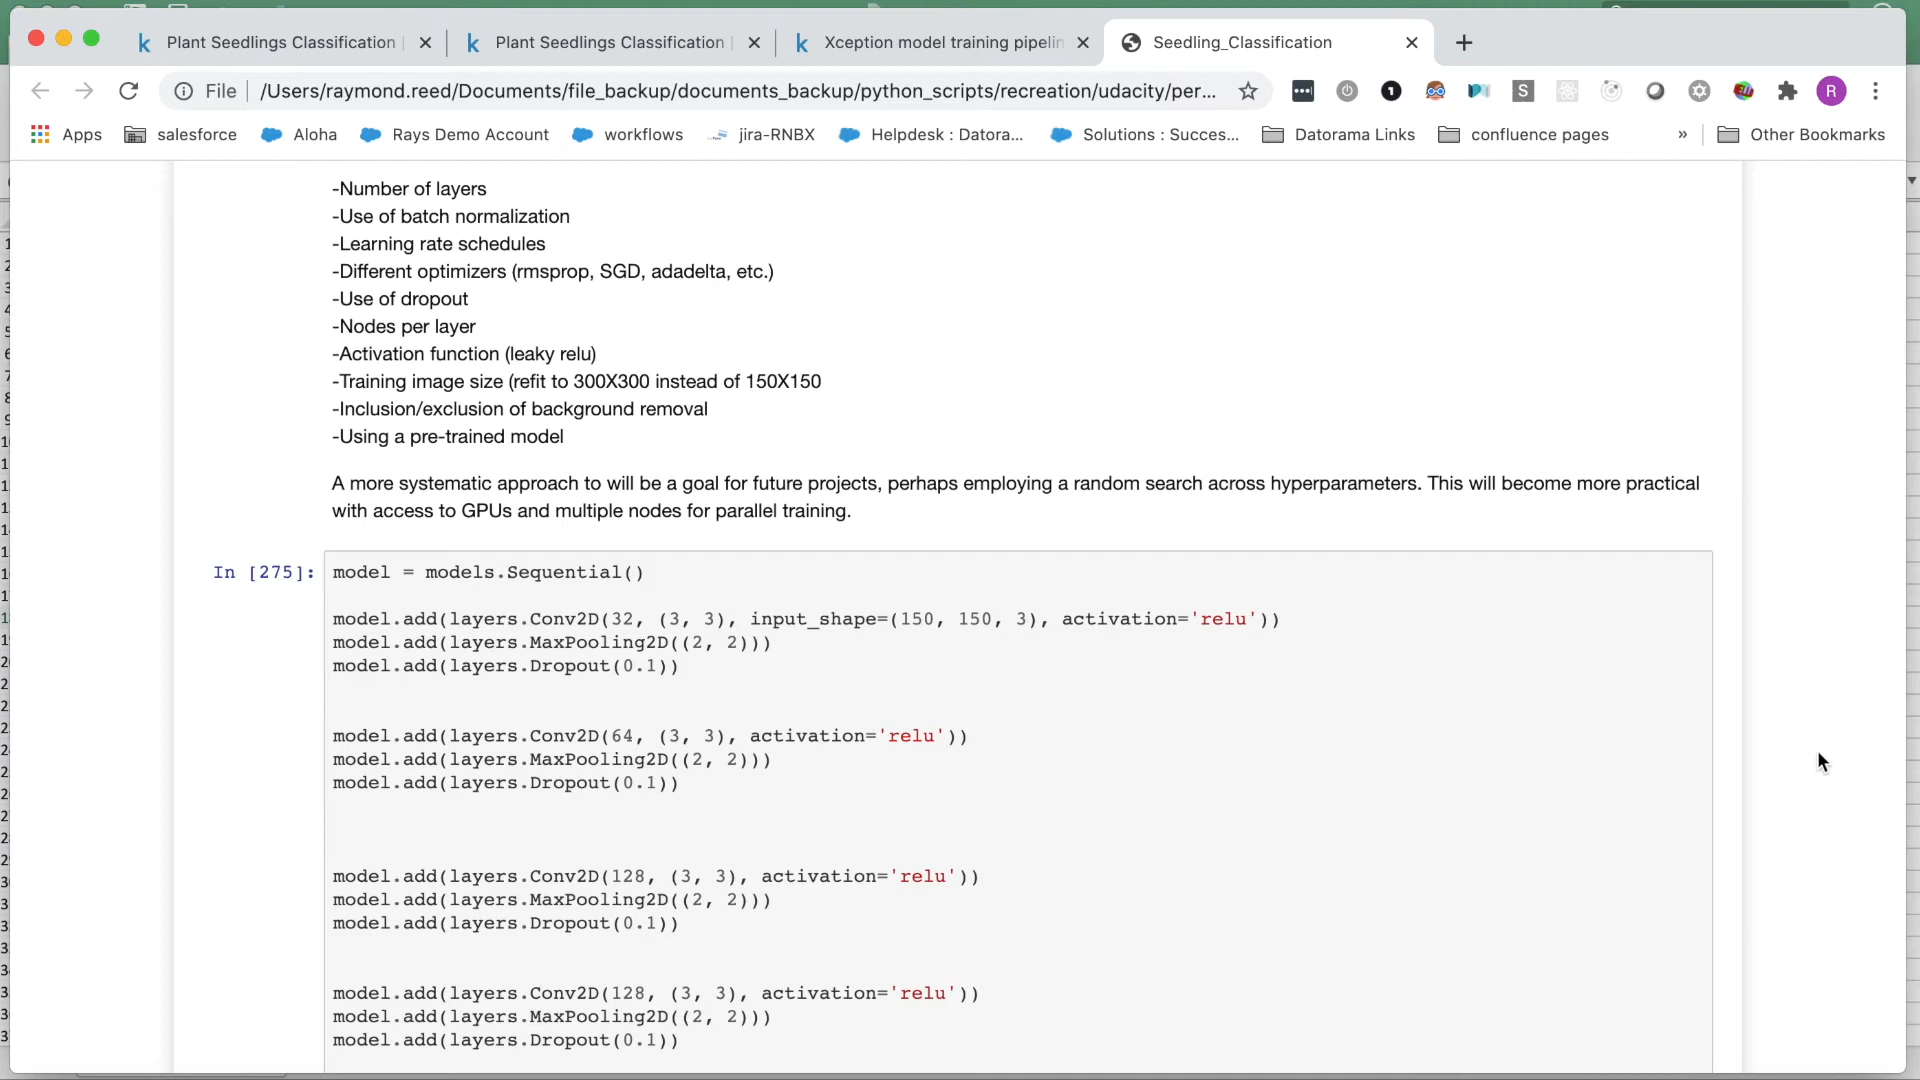 Plant Seedlings Classification
Plant Seedlings Classification
Xception model training pipelin
Seedling_Classification
File
/Users/raymond.reed/Documents/file_backup/documents_backup/python_scripts/recreation/udacity/per...
S
R
Apps
salesforce
Aloha
Rays Demo Account
workflows
jira-RNBX
Helpdesk : Datora...
Solutions : Succes...
Datorama Links
confluence pages
»
Other Bookmarks
-Number of layers
-Use of batch normalization
-Learning rate schedules
-Different optimizers (rmsprop, SGD, adadelta, etc.)
-Use of dropout
-Nodes per layer
-Activation function (leaky relu)
-Training image size (refit to 300X300 instead of 150X150
-Inclusion/exclusion of background removal
-Using a pre-trained model
A more systematic approach to will be a goal for future projects, perhaps employing a random search across hyperparameters. This will become more practical
with access to GPUs and multiple nodes for parallel training.
In [275]:
model = models.Sequential()
model.add(layers.Conv2D(32, (3, 3), input_shape=(150, 150, 3), activation='relu'))
model.add(layers.MaxPooling2D((2, 2)))
model.add(layers.Dropout(0.1))
model.add(layers.Conv2D(64, (3, 3), activation='relu'))
model.add(layers.MaxPooling2D((2, 2)))
model.add(layers.Dropout(0.1))
model.add(layers.Conv2D(128, (3, 3), activation='relu'))
model.add(layers.MaxPooling2D((2, 2)))
model.add(layers.Dropout(0.1))
model.add(layers.Conv2D(128, (3, 3), activation='relu'))
model.add(layers.MaxPooling2D((2, 2)))
model.add(layers.Dropout(0.1))